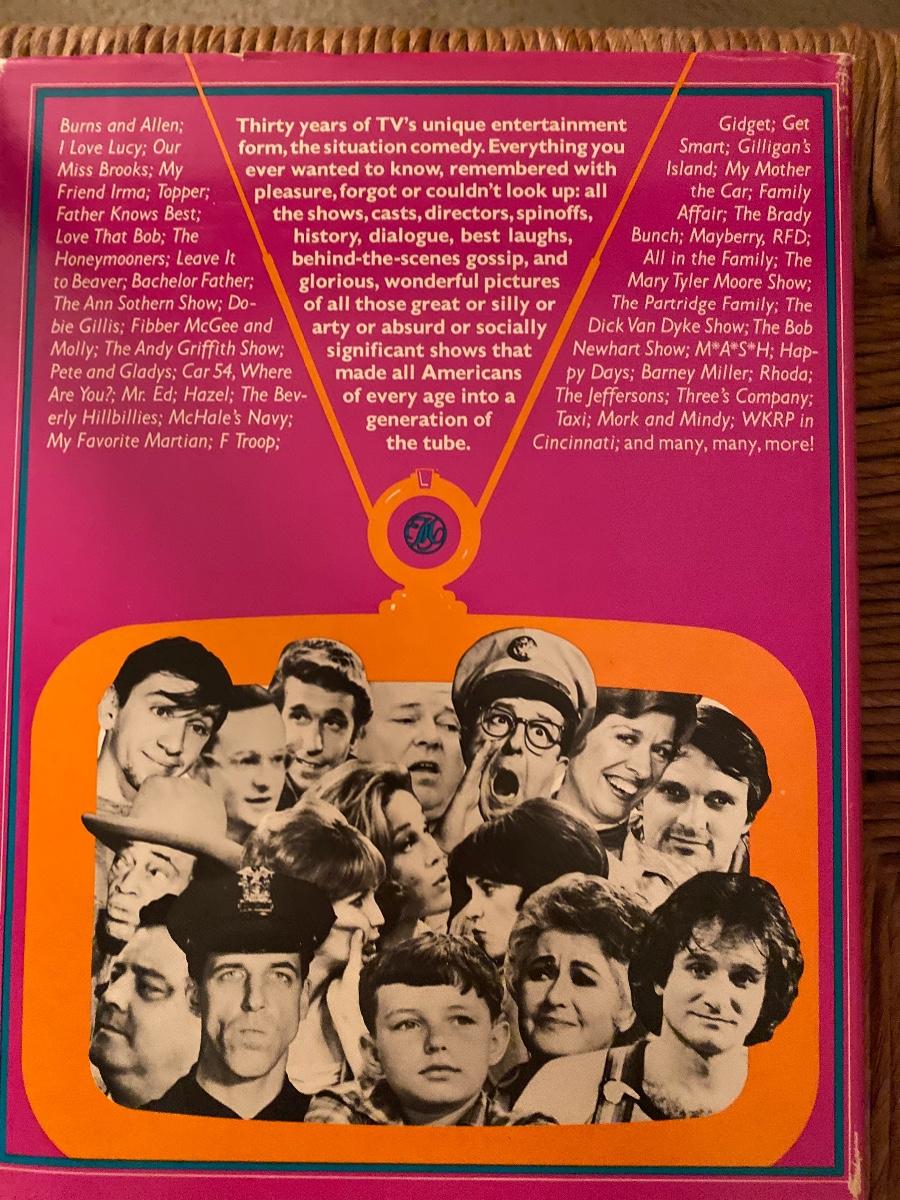 Burns and Allen;
I Love Lucy; Our
Miss Brooks; My
Friend Irma; Topper;
Father Knows Best;
Love That Bob; The
Honeymooners; Leave It
to Beaver; Bachelor Father;
The Ann Sothern Show; Do-
bie Gillis; Fibber McGee and
Molly; The Andy Griffith Show;
Pete and Gladys; Car 54, Where
Are You?; Mr. Ed; Hazel; The Bev-
erly Hillbillies; McHale's Navy;
My Favorite Martian; F Troop;
Thirty years of TV's unique entertainment
form, the situation comedy. Everything you
ever wanted to know, remembered with
pleasure, forgot or couldn't look up: all
the shows, casts, directors, spinoffs,
history, dialogue, best laughs,
behind-the-scenes gossip, and
glorious, wonderful pictures
of all those great or silly or
arty or absurd or socially
significant shows that
made all Americans
of every age into a
generation of
the tube.
Gidget; Get
Smart; Gilligan's
Island; My Mother
the Car; Family
Affair; The Brady
Bunch; Mayberry, RFD;
All in the Family; The
Mary Tyler Moore Show;
The Partridge Family; The
Dick Van Dyke Show; The Bob
Newhart Show; M*A*S*H; Hap-
py Days; Barney Miller; Rhoda;
The Jeffersons; Three's Company;
Taxi; Mork and Mindy; WKRP in
Cincinnati; and many, many, more!